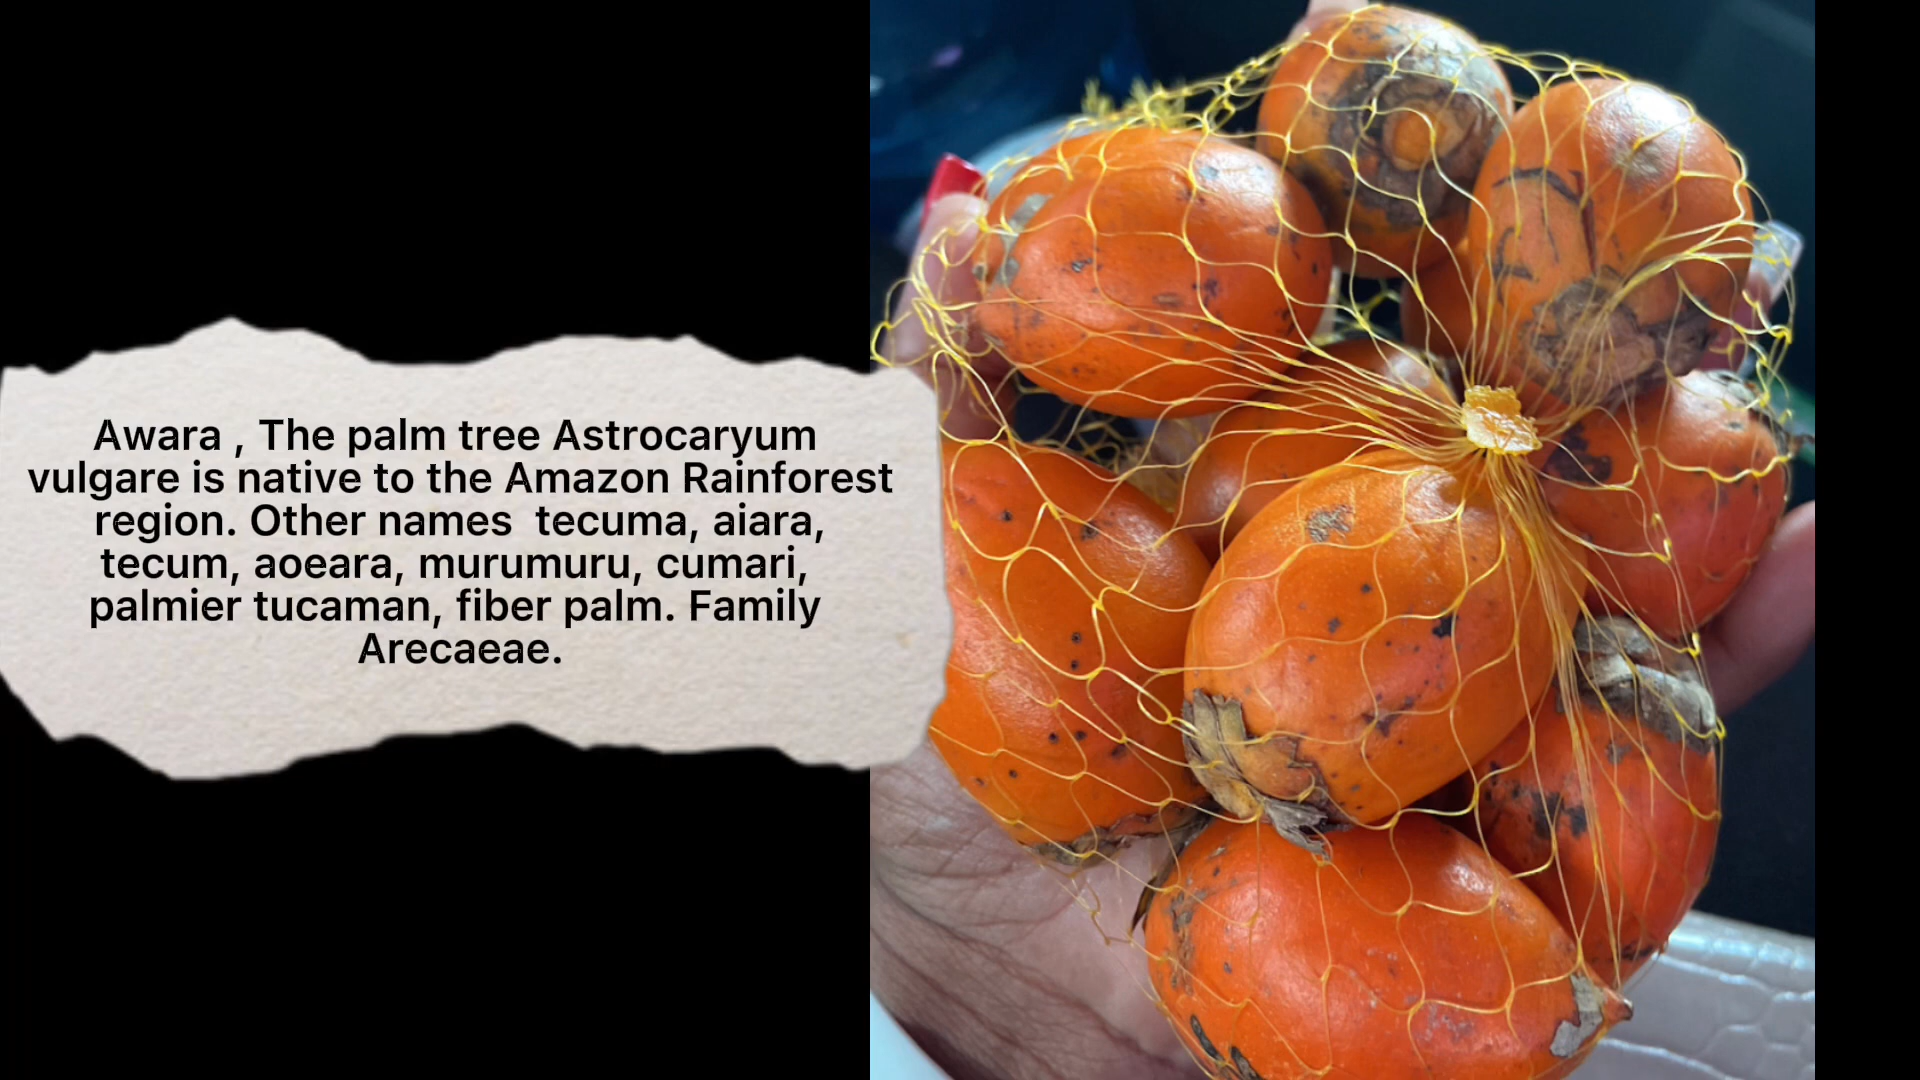 Awara , The palm tree Astrocaryum
vulgare is native to the Amazon Rainforest
region. Other names  tecuma, aiara,
tecum, aoeara, murumuru, cumari,
palmier tucaman, fiber palm. Family
Arecaeae.